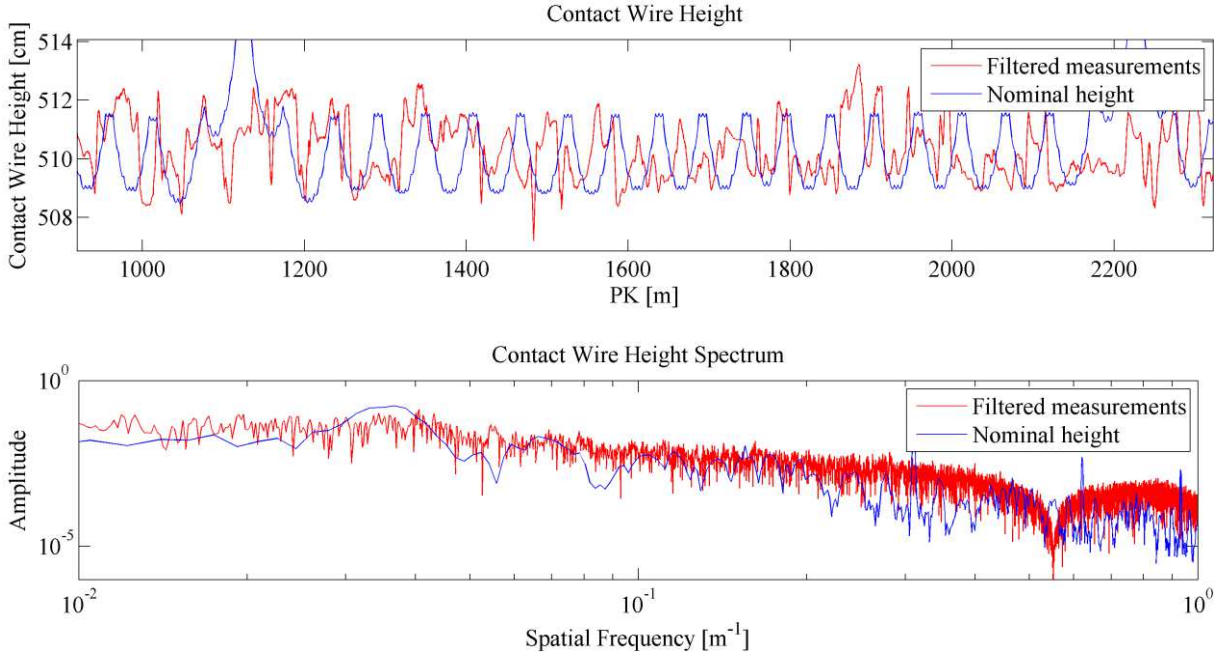 Contact Wire Height
Contact Wire Height [cm]
514
512
510
508
Filtered measurements
Nominal height
1000 1200 1400 1600 1800 2000 2200
PK [m]
Contact Wire Height Spectrum
Amplitude
10^0
10^-5
Filtered measurements
Nominal height
10^-2 10^-1 10^0
Spatial Frequency [m^-1]